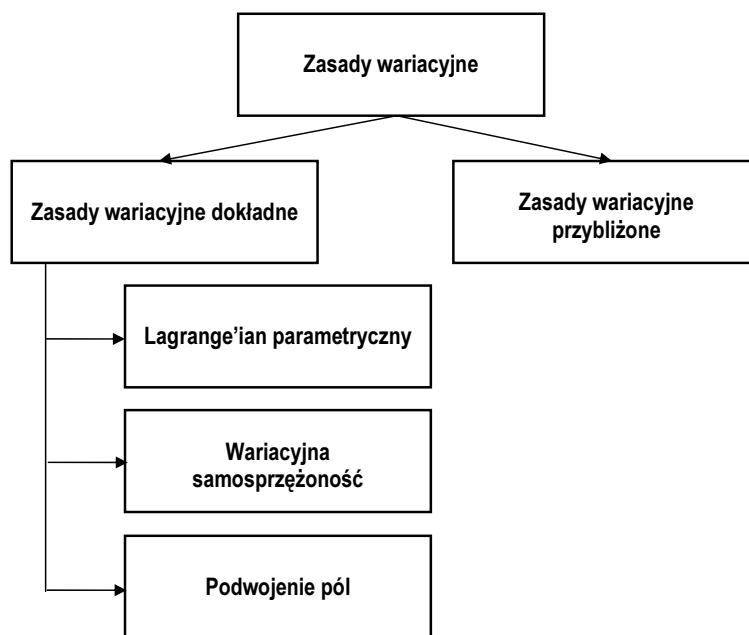 Zasady wariacyjne
Zasady wariacyjne dokładne
Zasady wariacyjne
przybliżone
Lagrange’ian parametryczny
Wariacyjna
samosprzężoność
Podwojenie pól